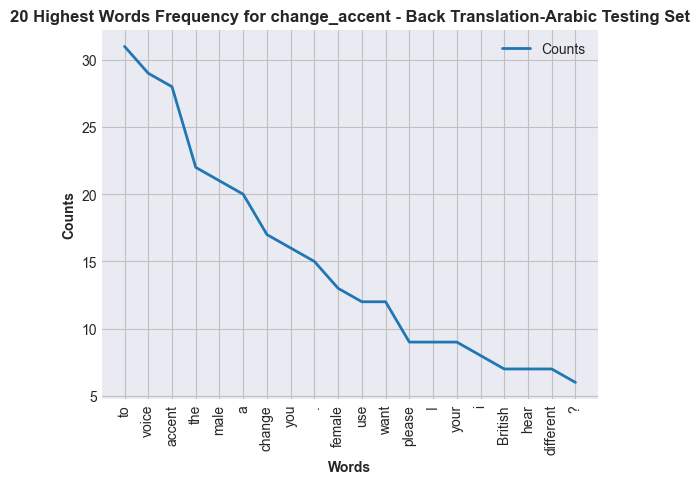 20 Highest Words Frequency for change_accent - Back Translation-Arabic Testing Set
Counts
30
25
20
15
10
5
Counts
to
voice
accent
the
male
a
change
you
.
female
use
want
please
I
your
i
British
hear
different
?
Words